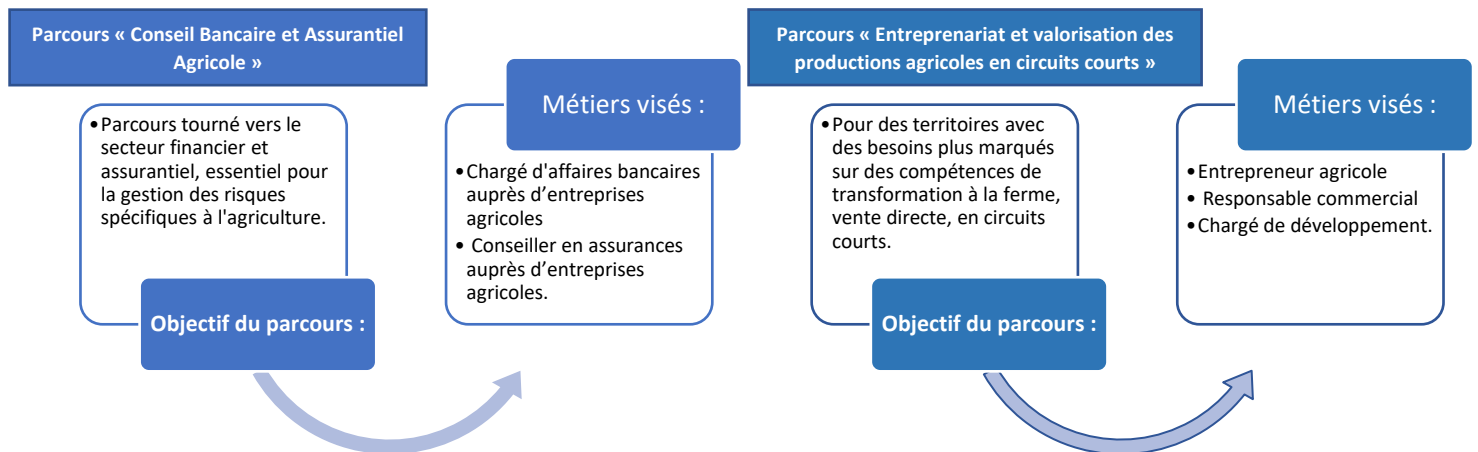 Parcours « Conseil Bancaire et Assurantiel
Agricole »
•Parcours tourné vers le
secteur financier et
assurantiel, essentiel pour
la gestion des risques
spécifiques à l'agriculture.
Objectif du parcours :
Métiers visés :
•Chargé d'affaires bancaires
auprès d’entreprises
agricoles
• Conseiller en assurances
auprès d’entreprises
agricoles.
Parcours « Entreprenariat et valorisation des
productions agricoles en circuits courts »
•Pour des territoires avec
des besoins plus marqués
sur des compétences de
transformation à la ferme,
vente directe, en circuits
courts.
Objectif du parcours :
Métiers visés :
•Entrepreneur agricole
• Responsable commercial
•Chargé de développement.